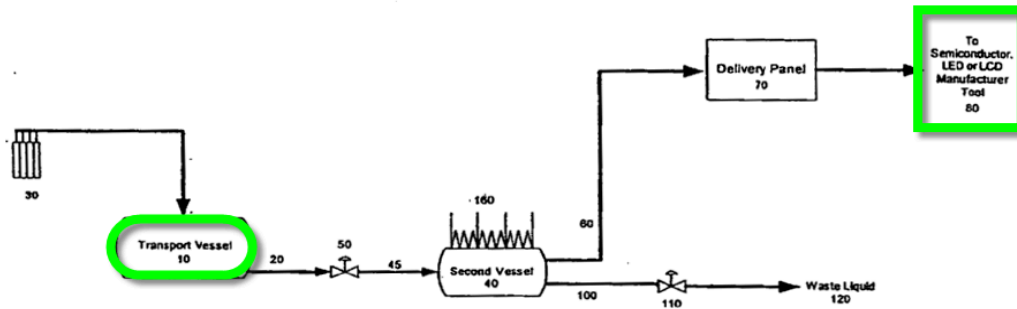 To
Semiconductor.
LED or LCD
Manufacturer
Tool
80
Delivery Panel
70
30
160
60
Transport Vessel
10
20
50
45
Second Vessel
40
100
110
Waste Liquid
120